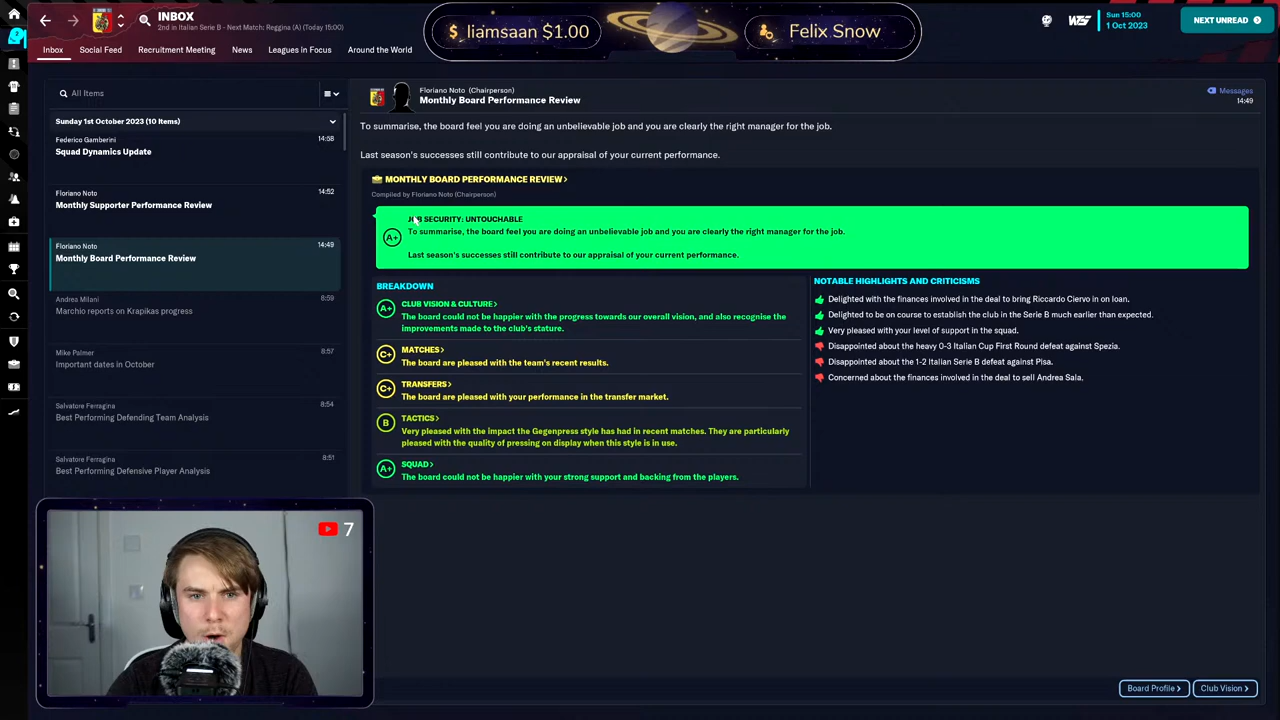 INBOX
2nd in Italian Serie B - Next Match: Reggina (A) (Today 15:00)
$ liamsaan $1.00
Felix Snow
Sun 15:00
1 Oct 2023
NEXT UNREAD
Inbox
Social Feed
Recruitment Meeting
News
Leagues in Focus
Around the World
All Items
Sunday 1st October 2023 (10 Items)
Federico Gamberini
14:58
Squad Dynamics Update
Floriano Noto
14:52
Monthly Supporter Performance Review
Floriano Noto
14:49
Monthly Board Performance Review
Andrea Milani
8:59
Marchio reports on Krapikas progress
Mike Palmer
8:57
Important dates in October
Salvatore Ferragina
8:54
Best Performing Defending Team Analysis
Salvatore Ferragina
8:51
Best Performing Defensive Player Analysis
Floriano Noto (Chairperson)
Monthly Board Performance Review
Messages
14:49
To summarise, the board feel you are doing an unbelievable job and you are clearly the right manager for the job.
Last season's successes still contribute to our appraisal of your current performance.
MONTHLY BOARD PERFORMANCE REVIEW>
Compiled by Floriano Noto (Chairperson)
A+
JOB SECURITY: UNTOUCHABLE
To summarise, the board feel you are doing an unbelievable job and you are clearly the right manager for the job.
Last season's successes still contribute to our appraisal of your current performance.
BREAKDOWN
A+
CLUB VISION & CULTURE>
The board could not be happier with the progress towards our overall vision, and also recognise the
improvements made to the club's stature.
C+
MATCHES>
The board are pleased with the team's recent results.
C+
TRANSFERS>
The board are pleased with your performance in the transfer market.
B
TACTICS>
Very pleased with the impact the Gegenpress style has had in recent matches. They are particularly
pleased with the quality of pressing on display when this style is in use.
A+
SQUAD>
The board could not be happier with your strong support and backing from the players.
NOTABLE HIGHLIGHTS AND CRITICISMS
Delighted with the finances involved in the deal to bring Riccardo Ciervo in on loan.
Delighted to be on course to establish the club in the Serie B much earlier than expected.
Very pleased with your level of support in the squad.
Disappointed about the heavy 0-3 Italian Cup First Round defeat against Spezia.
Disappointed about the 1-2 Italian Serie B defeat against Pisa.
Concerned about the finances involved in the deal to sell Andrea Sala.
7
Board Profile>
Club Vision>